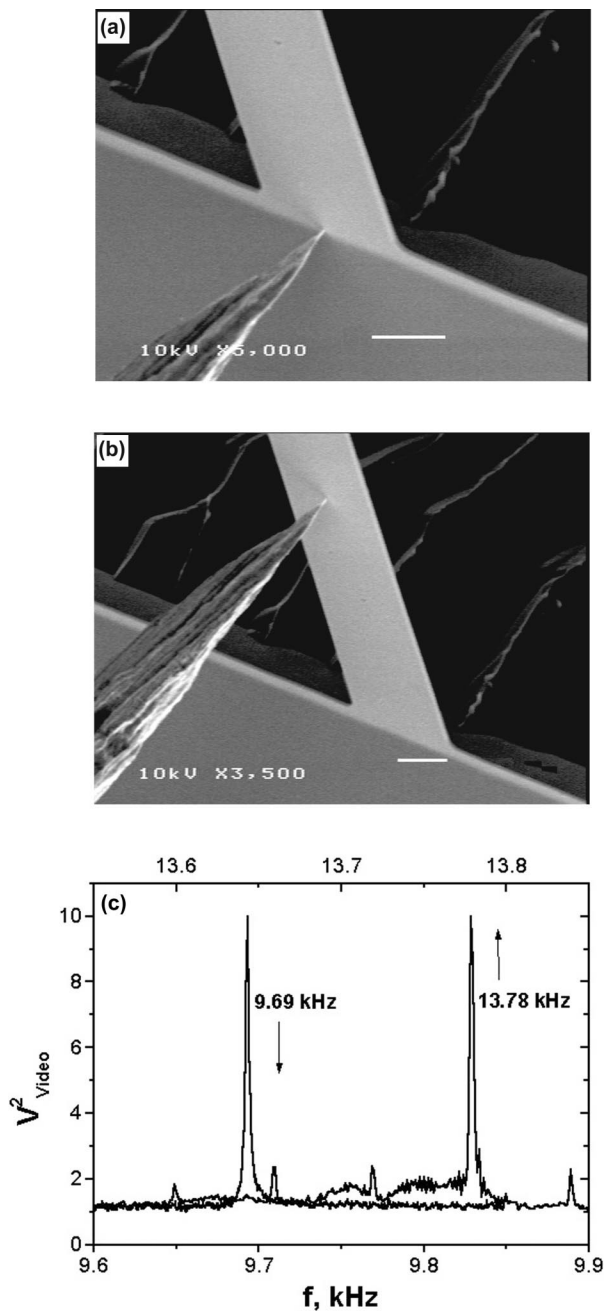 (a)
10kV X5,000
(b)
10kV X3,500
13.6 13.7 13.8
(c)
10
8
6
4
2
0
9.69 kHz
13.78 kHz
V²Video
9.6 9.7 9.8 9.9
f, kHz